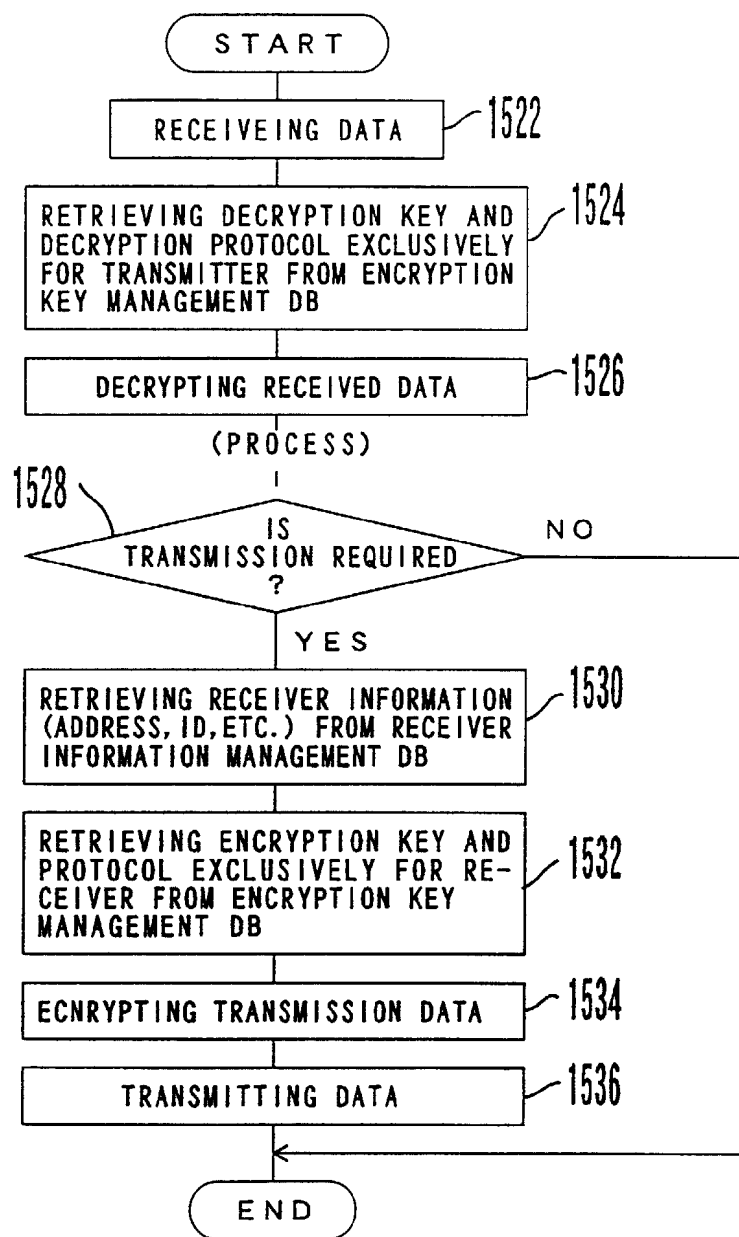 START
RECEIVEING DATA
1522
RETRIEVING DECRYPTION KEY AND
DECRYPTION PROTOCOL EXCLUSIVELY
FOR TRANSMITTER FROM ENCRYPTION
KEY MANAGEMENT DB
1524
DECRYPTING RECEIVED DATA
1526
(PROCESS)
1528
IS
TRANSMISSION REQUIRED
?
NO
YES
RETRIEVING RECEIVER INFORMATION
(ADDRESS, ID, ETC.) FROM RECEIVER
INFORMATION MANAGEMENT DB
1530
RETRIEVING ENCRYPTION KEY AND
PROTOCOL EXCLUSIVELY FOR RE-
CEIVER FROM ENCRYPTION KEY
MANAGEMENT DB
1532
ECNRYPTING TRANSMISSION DATA
1534
TRANSMITTING DATA
1536
END